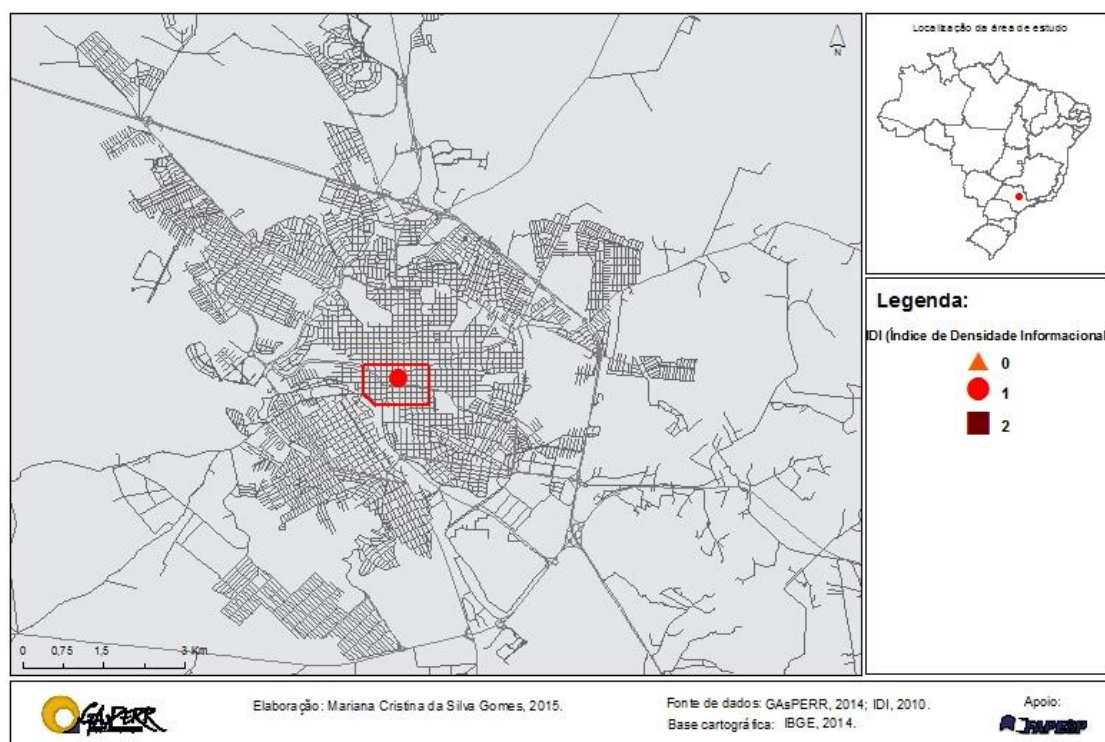 N
0 0,75 1,5 3 Km
Localização da área de estudo
Legenda:
IDI (Índice de Densidade Informacional
0
1
2
GAsPERR
Elaboração: Mariana Cristina da Silva Gomes, 2015.
Fonte de dados: GAsPERR, 2014; IDI, 2010.
Base cartográfica: IBGE, 2014.
Apoio:
FAPESP